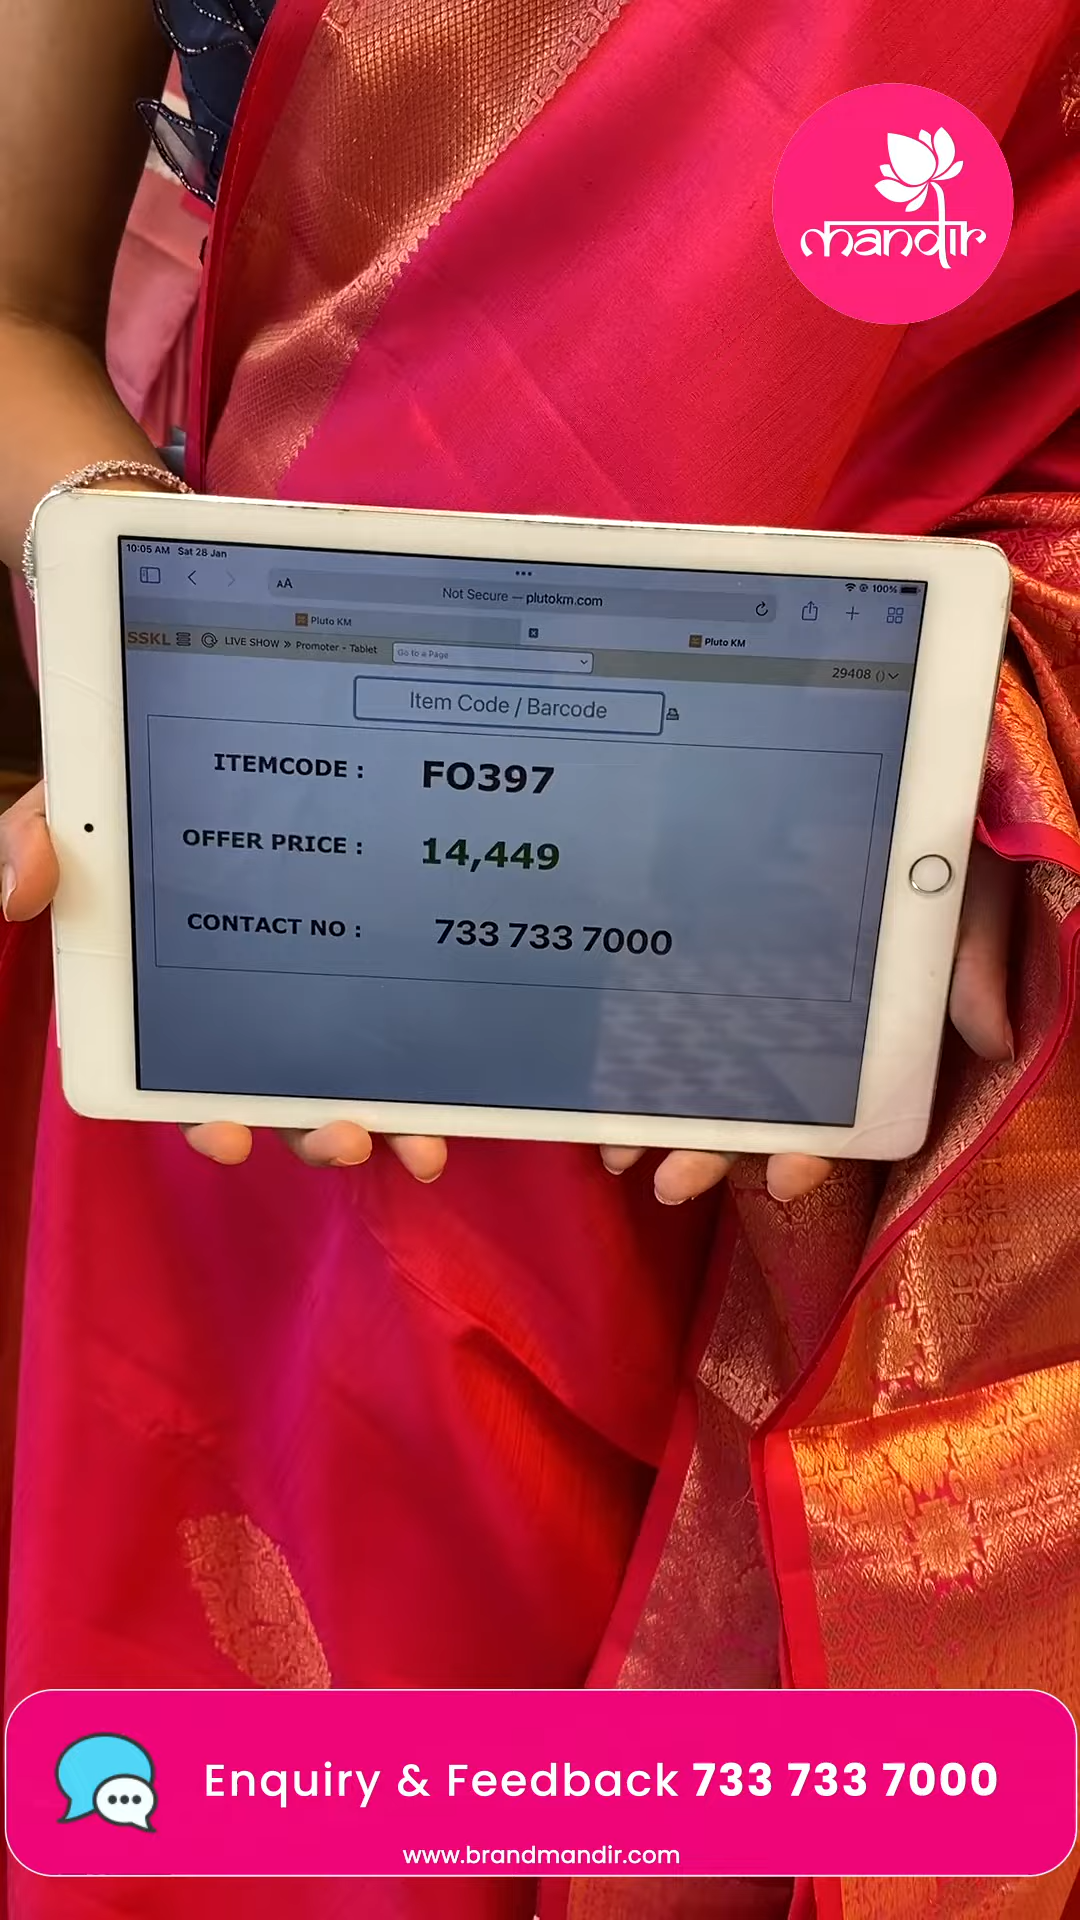 mandir
10:05 AM Sat 28 Jan
100%
AA
Not Secure — plutokm.com
Pluto KM
Pluto KM
SSKL
LIVE SHOW » Promoter - Tablet
Go to a Page
29408 ()
Item Code / Barcode
ITEMCODE : FO397
OFFER PRICE : 14,449
CONTACT NO : 733 733 7000
Enquiry & Feedback 733 733 7000
www.brandmandir.com